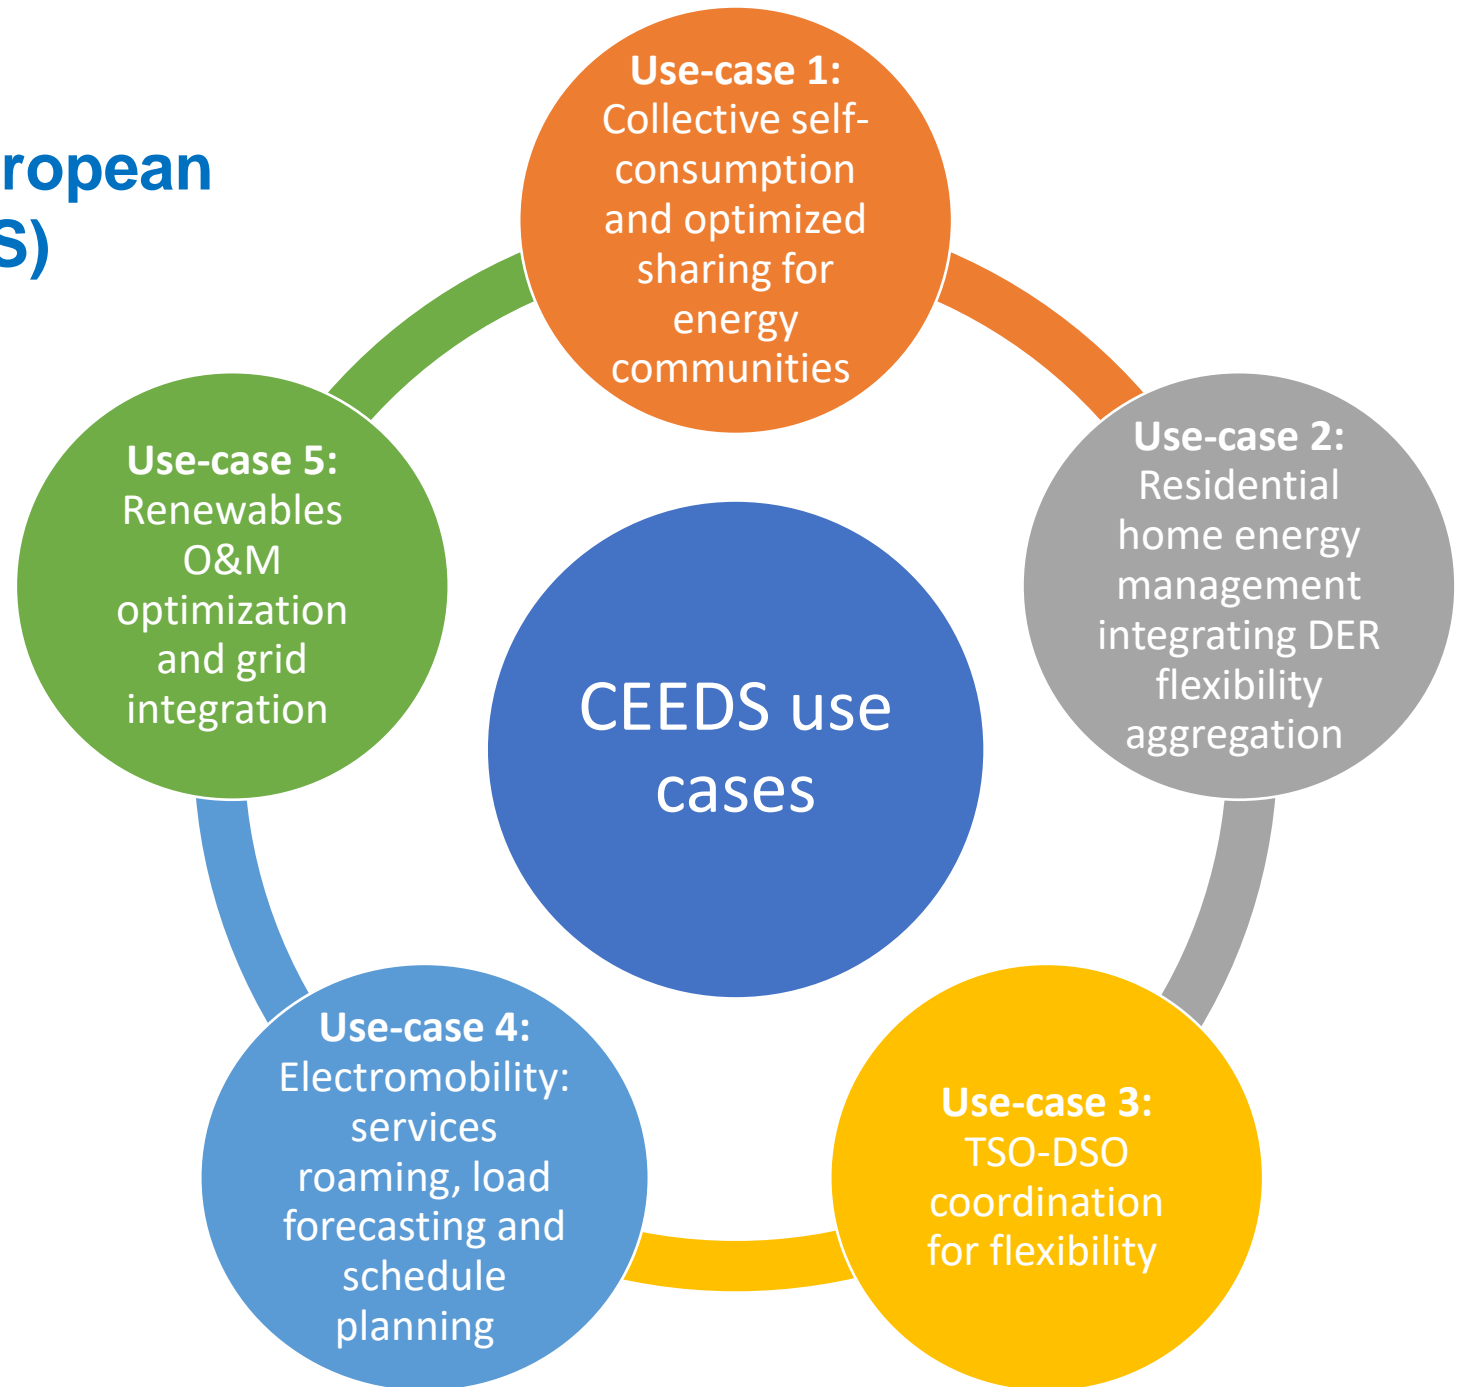 ropean
S)
Use-case 1:
Collective self-
consumption
and optimized
sharing for
energy
communities
Use-case 2:
Residential
home energy
management
integrating DER
flexibility
aggregation
Use-case 3:
TSO-DSO
coordination
for flexibility
Use-case 4:
Electromobility:
services
roaming, load
forecasting and
schedule
planning
Use-case 5:
Renewables
O&M
optimization
and grid
integration
CEEDS use
cases